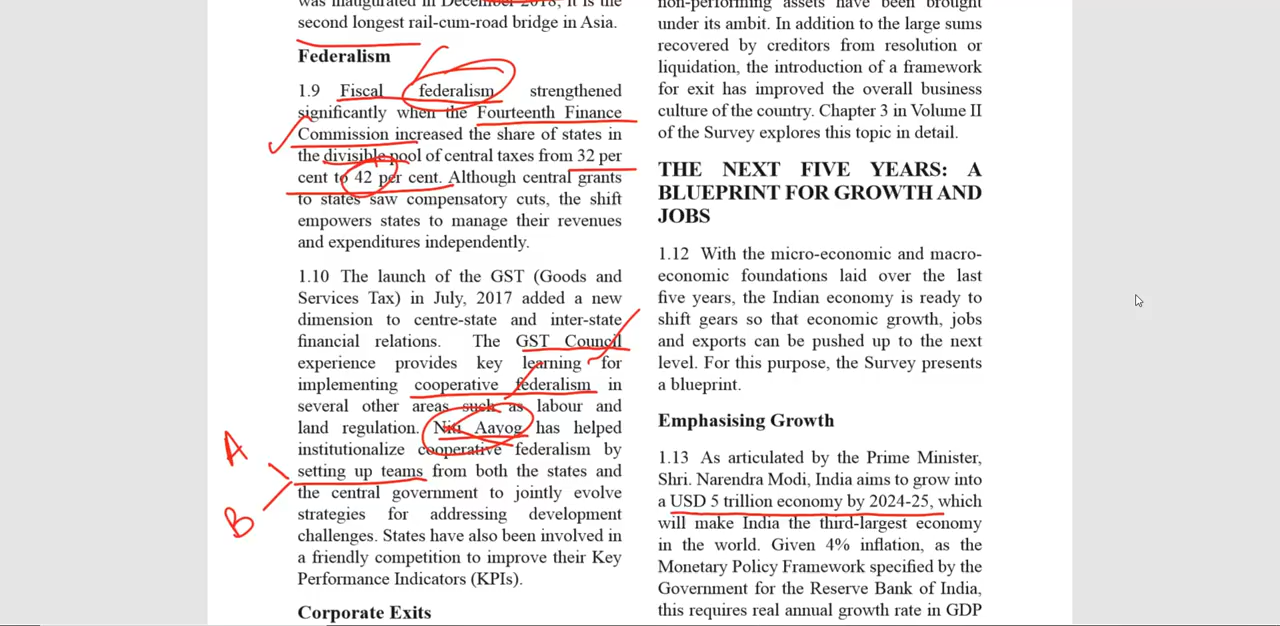 was inaugurated in December 2018; it is the
second longest rail-cum-road bridge in Asia.
Federalism
1.9 Fiscal federalism strengthened
significantly when the Fourteenth Finance
Commission increased the share of states in
the divisible pool of central taxes from 32 per
cent to 42 per cent. Although central grants
to states saw compensatory cuts, the shift
empowers states to manage their revenues
and expenditures independently.
1.10 The launch of the GST (Goods and
Services Tax) in July, 2017 added a new
dimension to centre-state and inter-state
financial relations. The GST Council
experience provides key learning for
implementing cooperative federalism in
several other areas such as labour and
land regulation. Niti Aayog has helped
institutionalize cooperative federalism by
setting up teams from both the states and
the central government to jointly evolve
strategies for addressing development
challenges. States have also been involved in
a friendly competition to improve their Key
Performance Indicators (KPIs).
Corporate Exits
A
B
non-performing assets have been brought
under its ambit. In addition to the large sums
recovered by creditors from resolution or
liquidation, the introduction of a framework
for exit has improved the overall business
culture of the country. Chapter 3 in Volume II
of the Survey explores this topic in detail.
THE NEXT FIVE YEARS: A
BLUEPRINT FOR GROWTH AND
JOBS
1.12 With the micro-economic and macro-
economic foundations laid over the last
five years, the Indian economy is ready to
shift gears so that economic growth, jobs
and exports can be pushed up to the next
level. For this purpose, the Survey presents
a blueprint.
Emphasising Growth
1.13 As articulated by the Prime Minister,
Shri. Narendra Modi, India aims to grow into
a USD 5 trillion economy by 2024-25, which
will make India the third-largest economy
in the world. Given 4% inflation, as the
Monetary Policy Framework specified by the
Government for the Reserve Bank of India,
this requires real annual growth rate in GDP